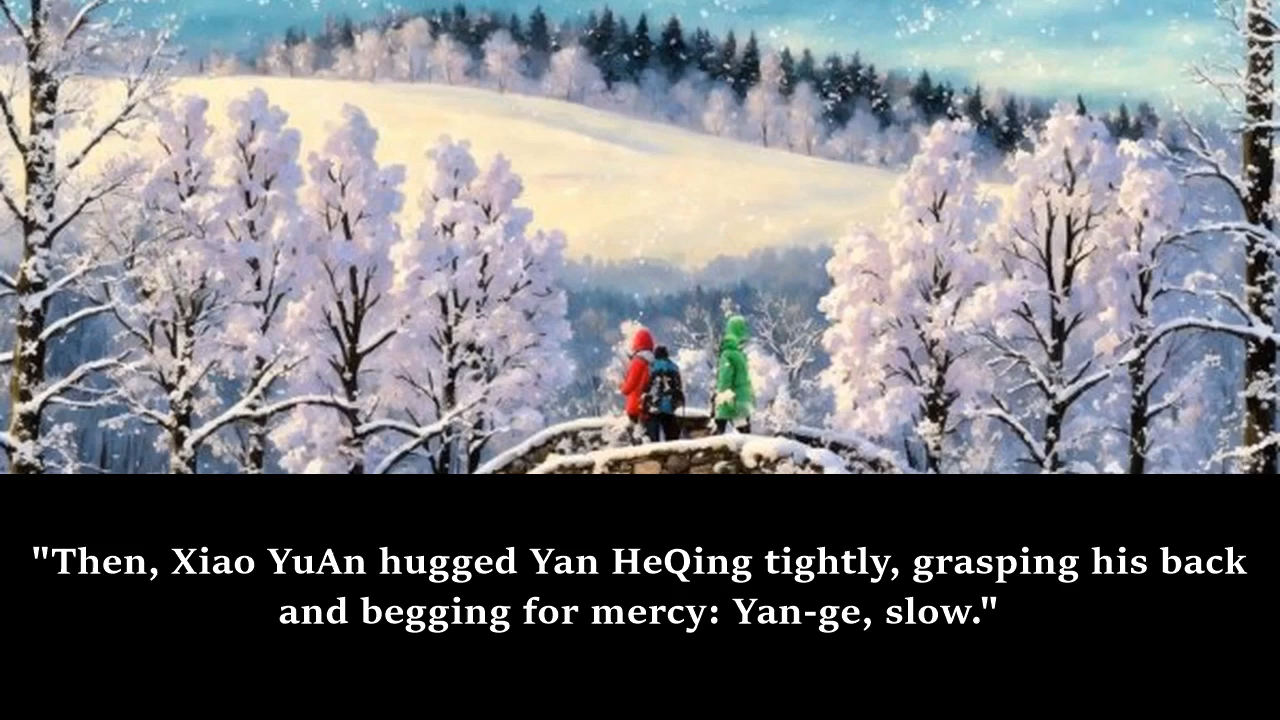 "Then, Xiao YuAn hugged Yan HeQing tightly, grasping his back
and begging for mercy: Yan-ge, slow."